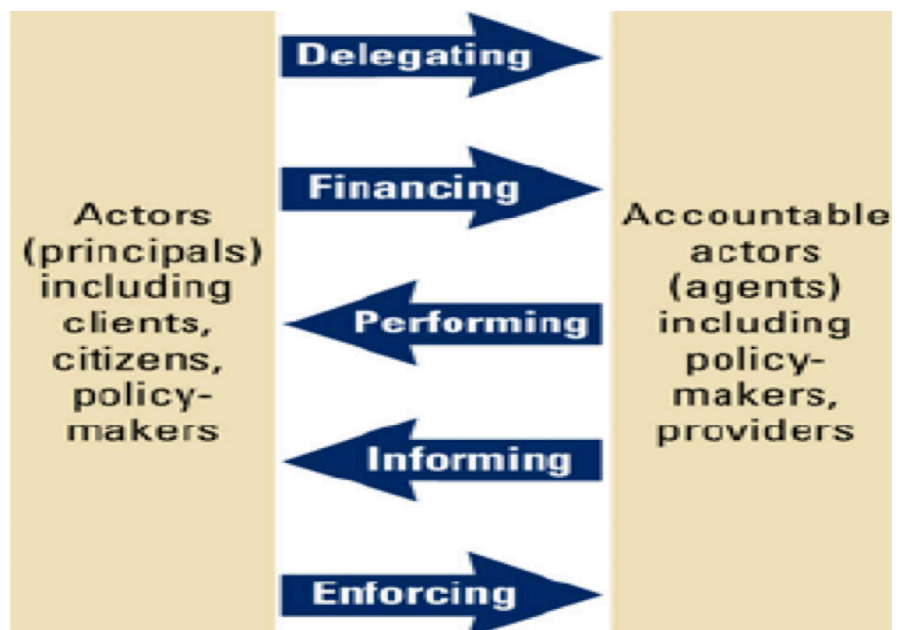 Delegating
Financing
Actors
(principals)
including
clients,
citizens,
policy-
makers
Performing
Informing
Enforcing
Accountable
actors
(agents)
including
policy-
makers,
providers